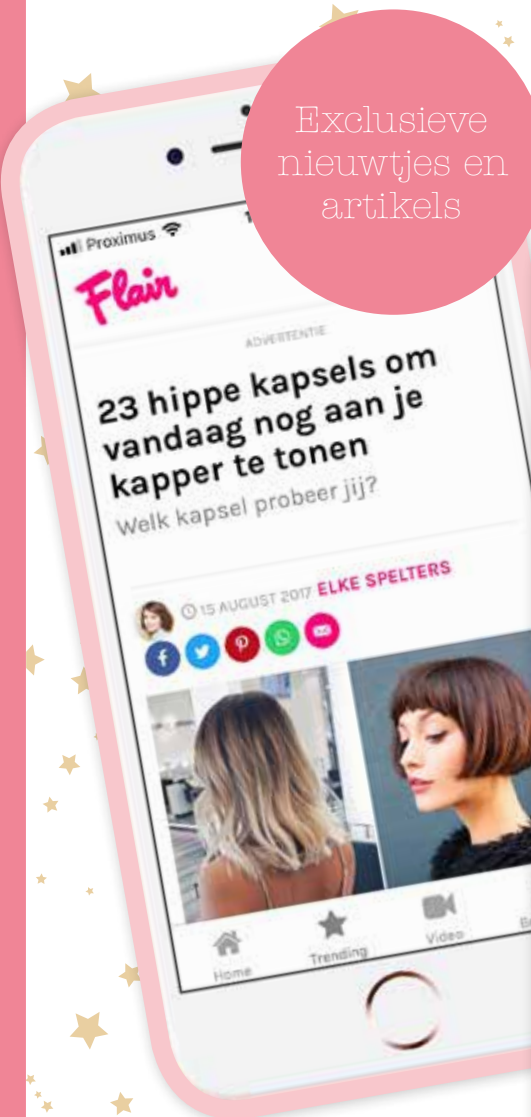 Exclusieve
nieuwtjes en
artikels
Proximus
Flair
ADVERTENTIE
23 hippe kapsels om
vandaag nog aan je
kapper te tonen
Welk kapsel probeer jij?
15 AUGUST 2017 ELKE SPELTERS
Home
Trending
Video